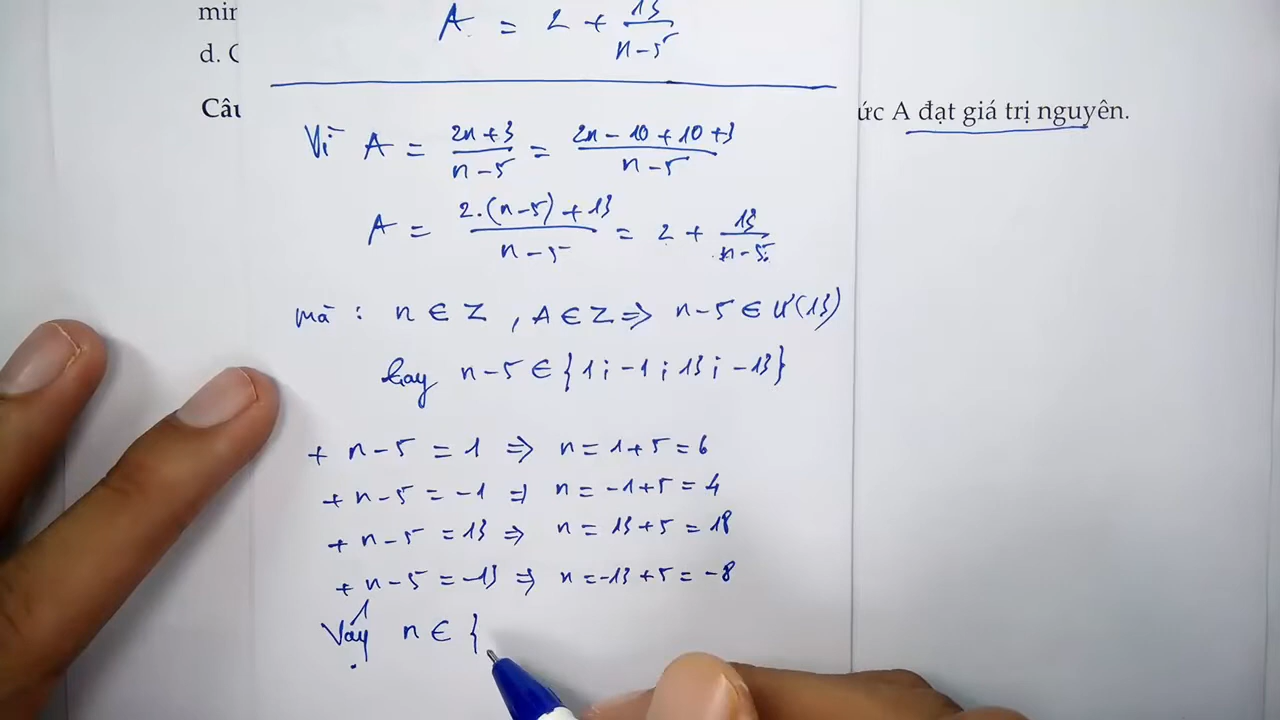 d.
A = 2 + 13/(n-5)
Câu ức A đạt giá trị nguyên.
Vì A = (2n+3)/(n-5) = (2n-10+10+3)/(n-5)
A = (2.(n-5)+13)/(n-5) = 2 + 13/(n-5)
mà : n ∈ Z , A ∈ Z => n-5 ∈ Ư(13)
hay n-5 ∈ {1; -1; 13; -13}
+ n-5 = 1 => n = 1+5 = 6
+ n-5 = -1 => n = -1+5 = 4
+ n-5 = 13 => n = 13+5 = 18
+ n-5 = -13 => n = -13+5 = -8
Vậy n ∈ {